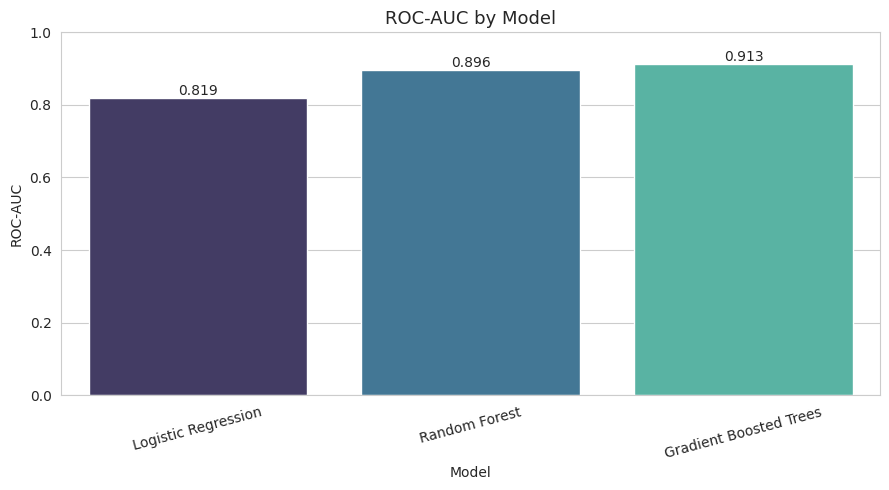 ROC-AUC by Model
ROC-AUC
1.0
0.8
0.6
0.4
0.2
0.0
0.819
0.896
0.913
Logistic Regression
Random Forest
Gradient Boosted Trees
Model